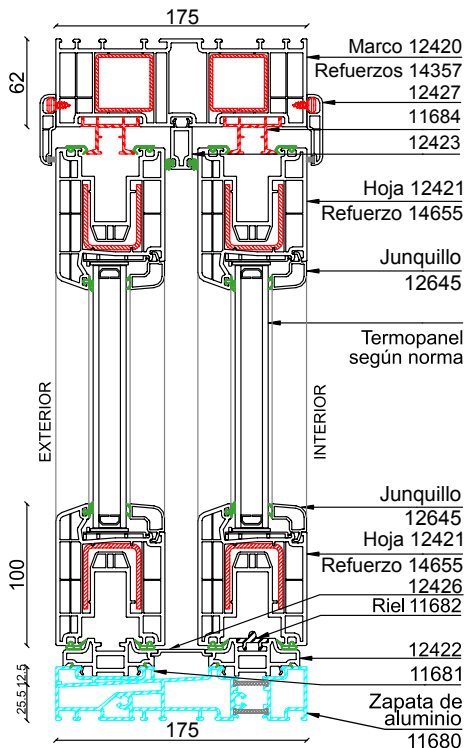 175
62
Marco 12420
Refuerzos 14357
12427
11684
12423
Hoja 12421
Refuerzo 14655
Junquillo
12645
Termopanel
según norma
EXTERIOR
INTERIOR
Junquillo
12645
Hoja 12421
Refuerzo 14655
12426
Riel 11682
100
12422
11681
12.5
25.5
Zapata de
aluminio
11680
175